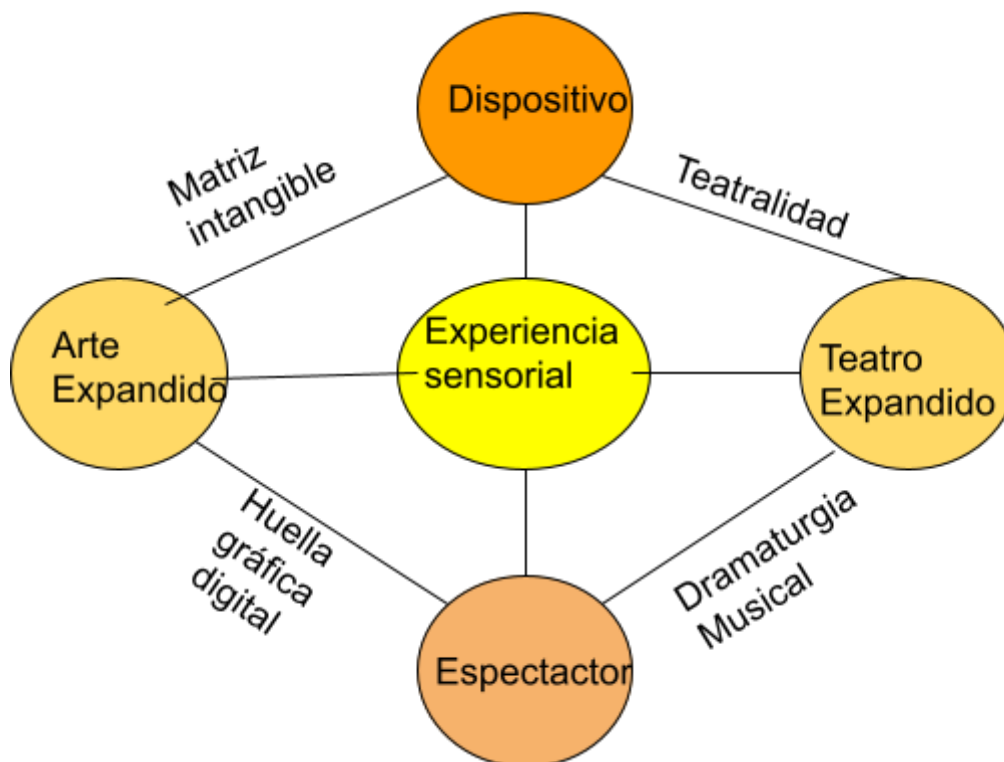 Dispositivo
Matriz
intangible
Teatralidad
Arte
Expandido
Experiencia
sensorial
Teatro
Expandido
Huella
gráfica
digital
Dramaturgia
Musical
Espectactor